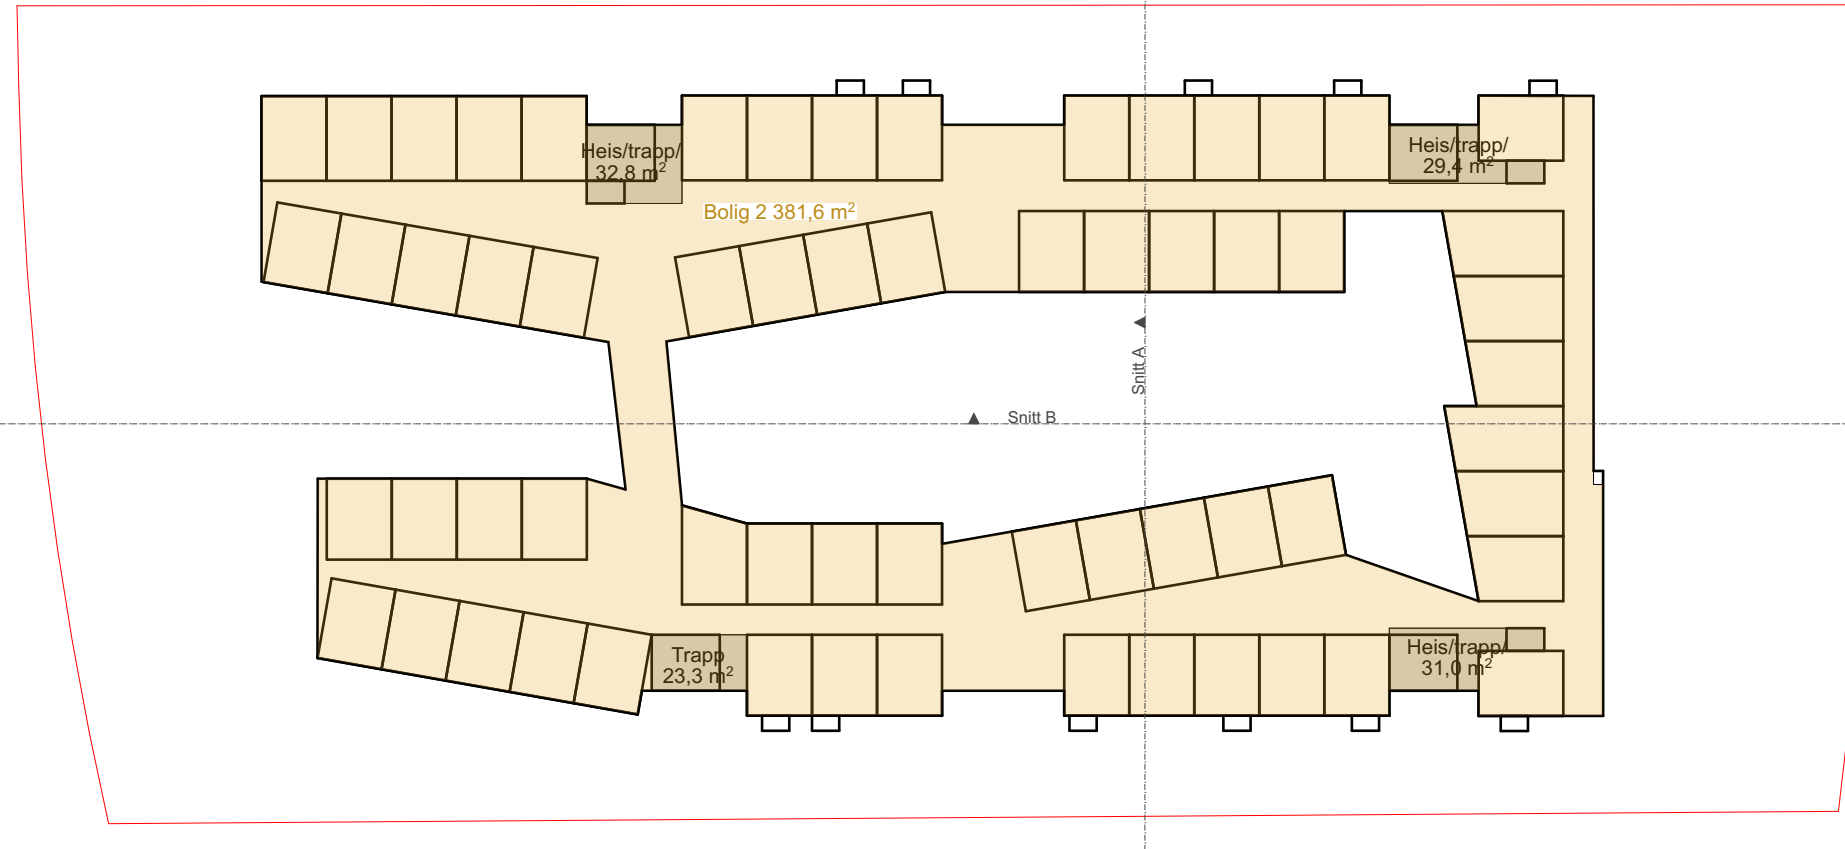 Heis/trapp/
32,8 m²
Heis/trapp/
29,4 m²
Bolig 2 381,6 m²
Snitt A
Snitt B
Trapp
23,3 m²
Heis/trapp/
31,0 m²